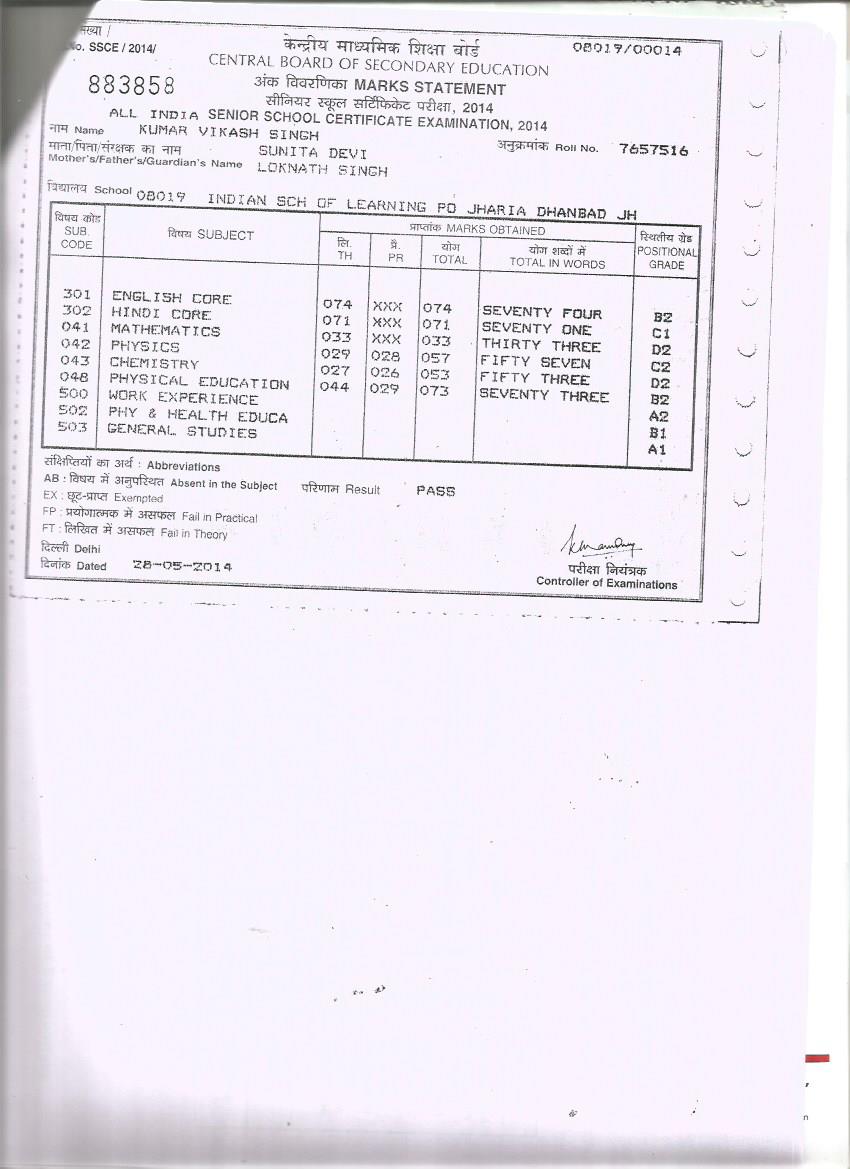 संख्या /
No. SSCE / 2014/
केन्द्रीय माध्यमिक शिक्षा बोर्ड
08019/00014
CENTRAL BOARD OF SECONDARY EDUCATION
883858
अंक विवरणिका MARKS STATEMENT
सीनियर स्कूल सर्टिफिकेट परीक्षा, 2014
ALL INDIA SENIOR SCHOOL CERTIFICATE EXAMINATION, 2014
नाम Name KUMAR VIKASH SINGH
अनुक्रमांक Roll No. 7657516
माता/पिता/संरक्षक का नाम SUNITA DEVI
Mother's/Father's/Guardian's Name LOKNATH SINGH
विद्यालय School 08019 INDIAN SCH OF LEARNING PO JHARIA DHANBAD JH
विषय कोड SUB. CODE विषय SUBJECT प्राप्तांक MARKS OBTAINED स्थितीय ग्रेड POSITIONAL GRADE
लि. TH प्रै. PR योग TOTAL योग शब्दों में TOTAL IN WORDS
301 ENGLISH CORE 074 XXX 074 SEVENTY FOUR B2
302 HINDI CORE 071 XXX 071 SEVENTY ONE C1
041 MATHEMATICS 033 XXX 033 THIRTY THREE D2
042 PHYSICS 029 028 057 FIFTY SEVEN C2
043 CHEMISTRY 027 026 053 FIFTY THREE D2
048 PHYSICAL EDUCATION 044 029 073 SEVENTY THREE B2
500 WORK EXPERIENCE A2
502 PHY & HEALTH EDUCA B1
503 GENERAL STUDIES A1
संक्षिप्तियों का अर्थ : Abbreviations
AB : विषय में अनुपस्थित Absent in the Subject परिणाम Result PASS
EX : छूट-प्राप्त Exempted
FP : प्रयोगात्मक में असफल Fail in Practical
FT : लिखित में असफल Fail in Theory
दिल्ली Delhi
दिनांक Dated 28-05-2014
परीक्षा नियंत्रक
Controller of Examinations
n